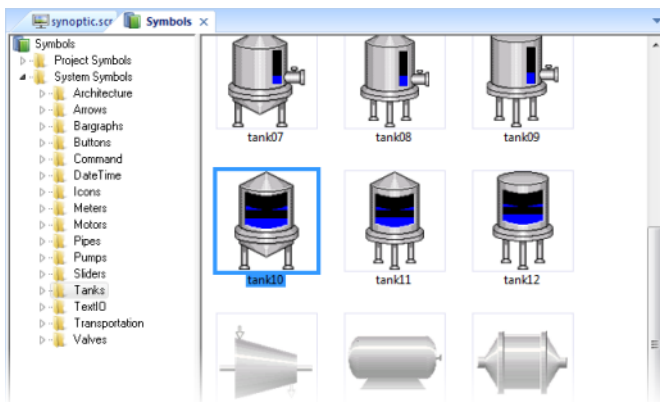 synoptic.scr
Symbols
Symbols
Project Symbols
System Symbols
Architecture
Arrows
Bargraphs
Buttons
Command
DateTime
Icons
Meters
Motors
Pipes
Pumps
Sliders
Tanks
TextIO
Transportation
Valves
tank07
tank08
tank09
tank10
tank11
tank12